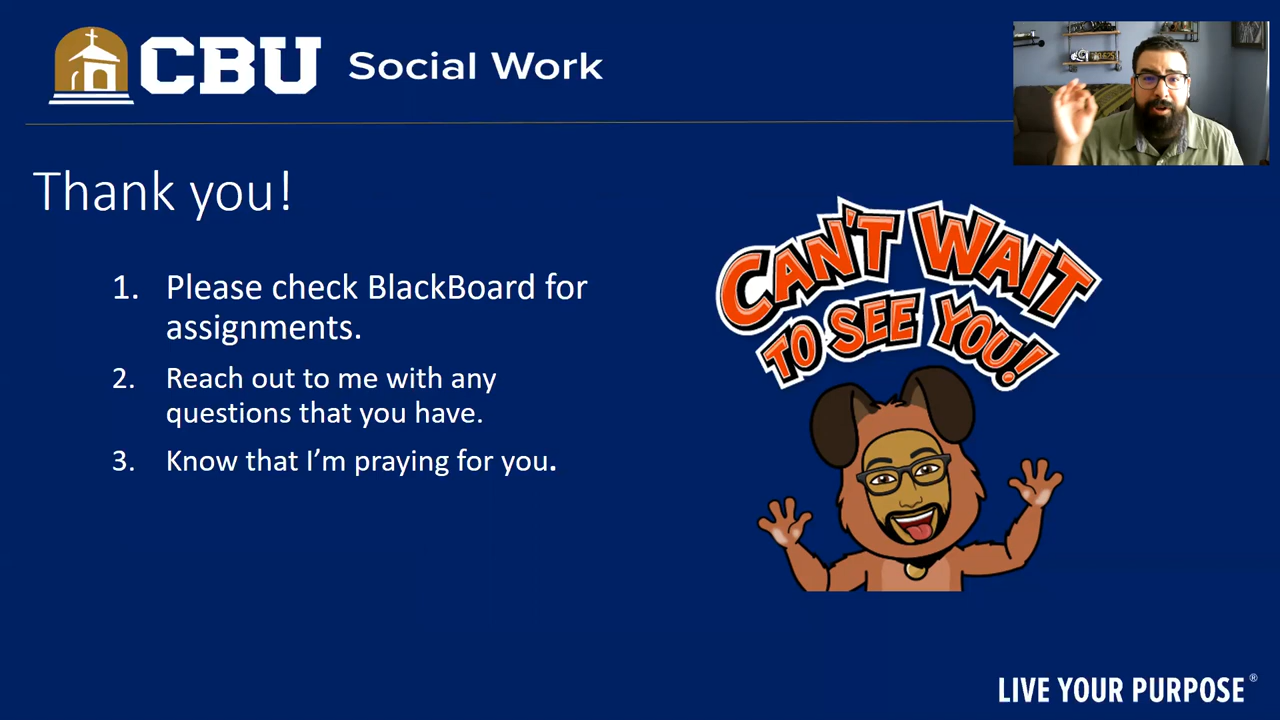 CBU Social Work
Thank you!
1. Please check BlackBoard for
assignments.
2. Reach out to me with any
questions that you have.
3. Know that I'm praying for you.
CAN'T WAIT
TO SEE YOU!
LIVE YOUR PURPOSE®